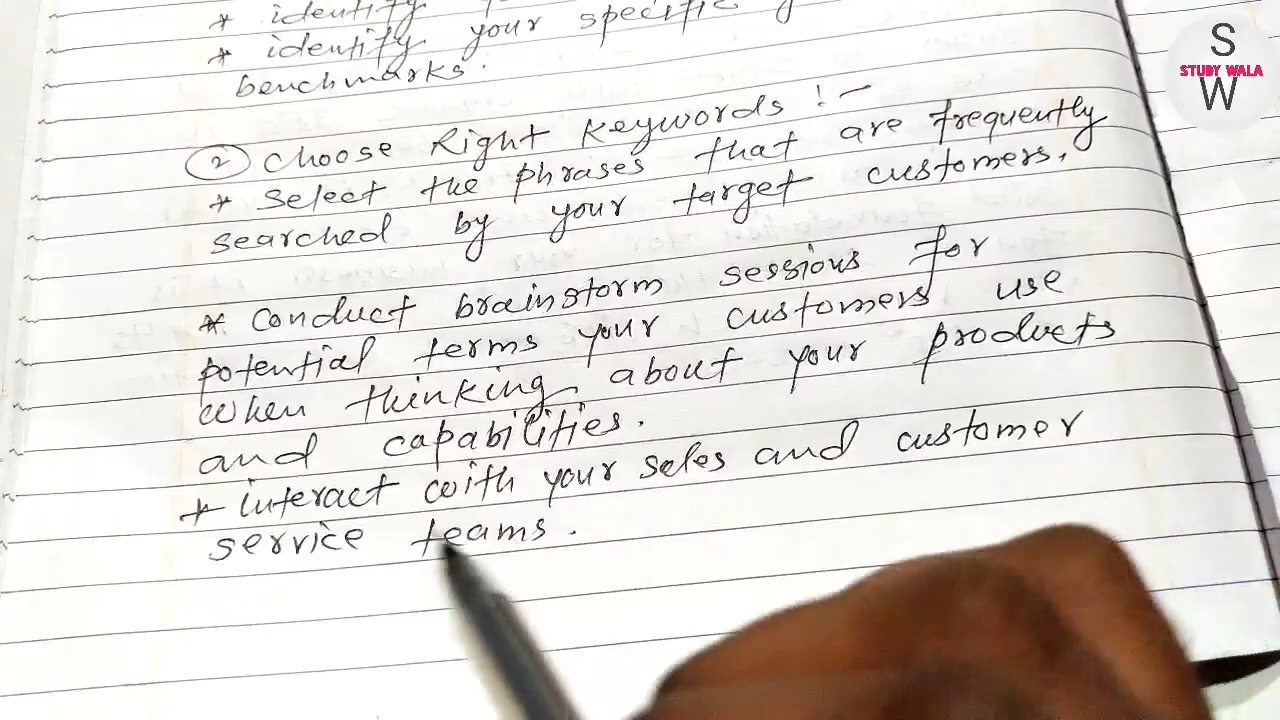 * identify
* identify your specific
benchmarks.
② Choose Right Keywords :-
* Select the phrases that are frequently
searched by your target customers.
* Conduct brainstorm sessions for
potential terms your customers use
when thinking about your products
and capabilities.
* interact with your sales and customer
service teams.
S
STUDY WALA
W